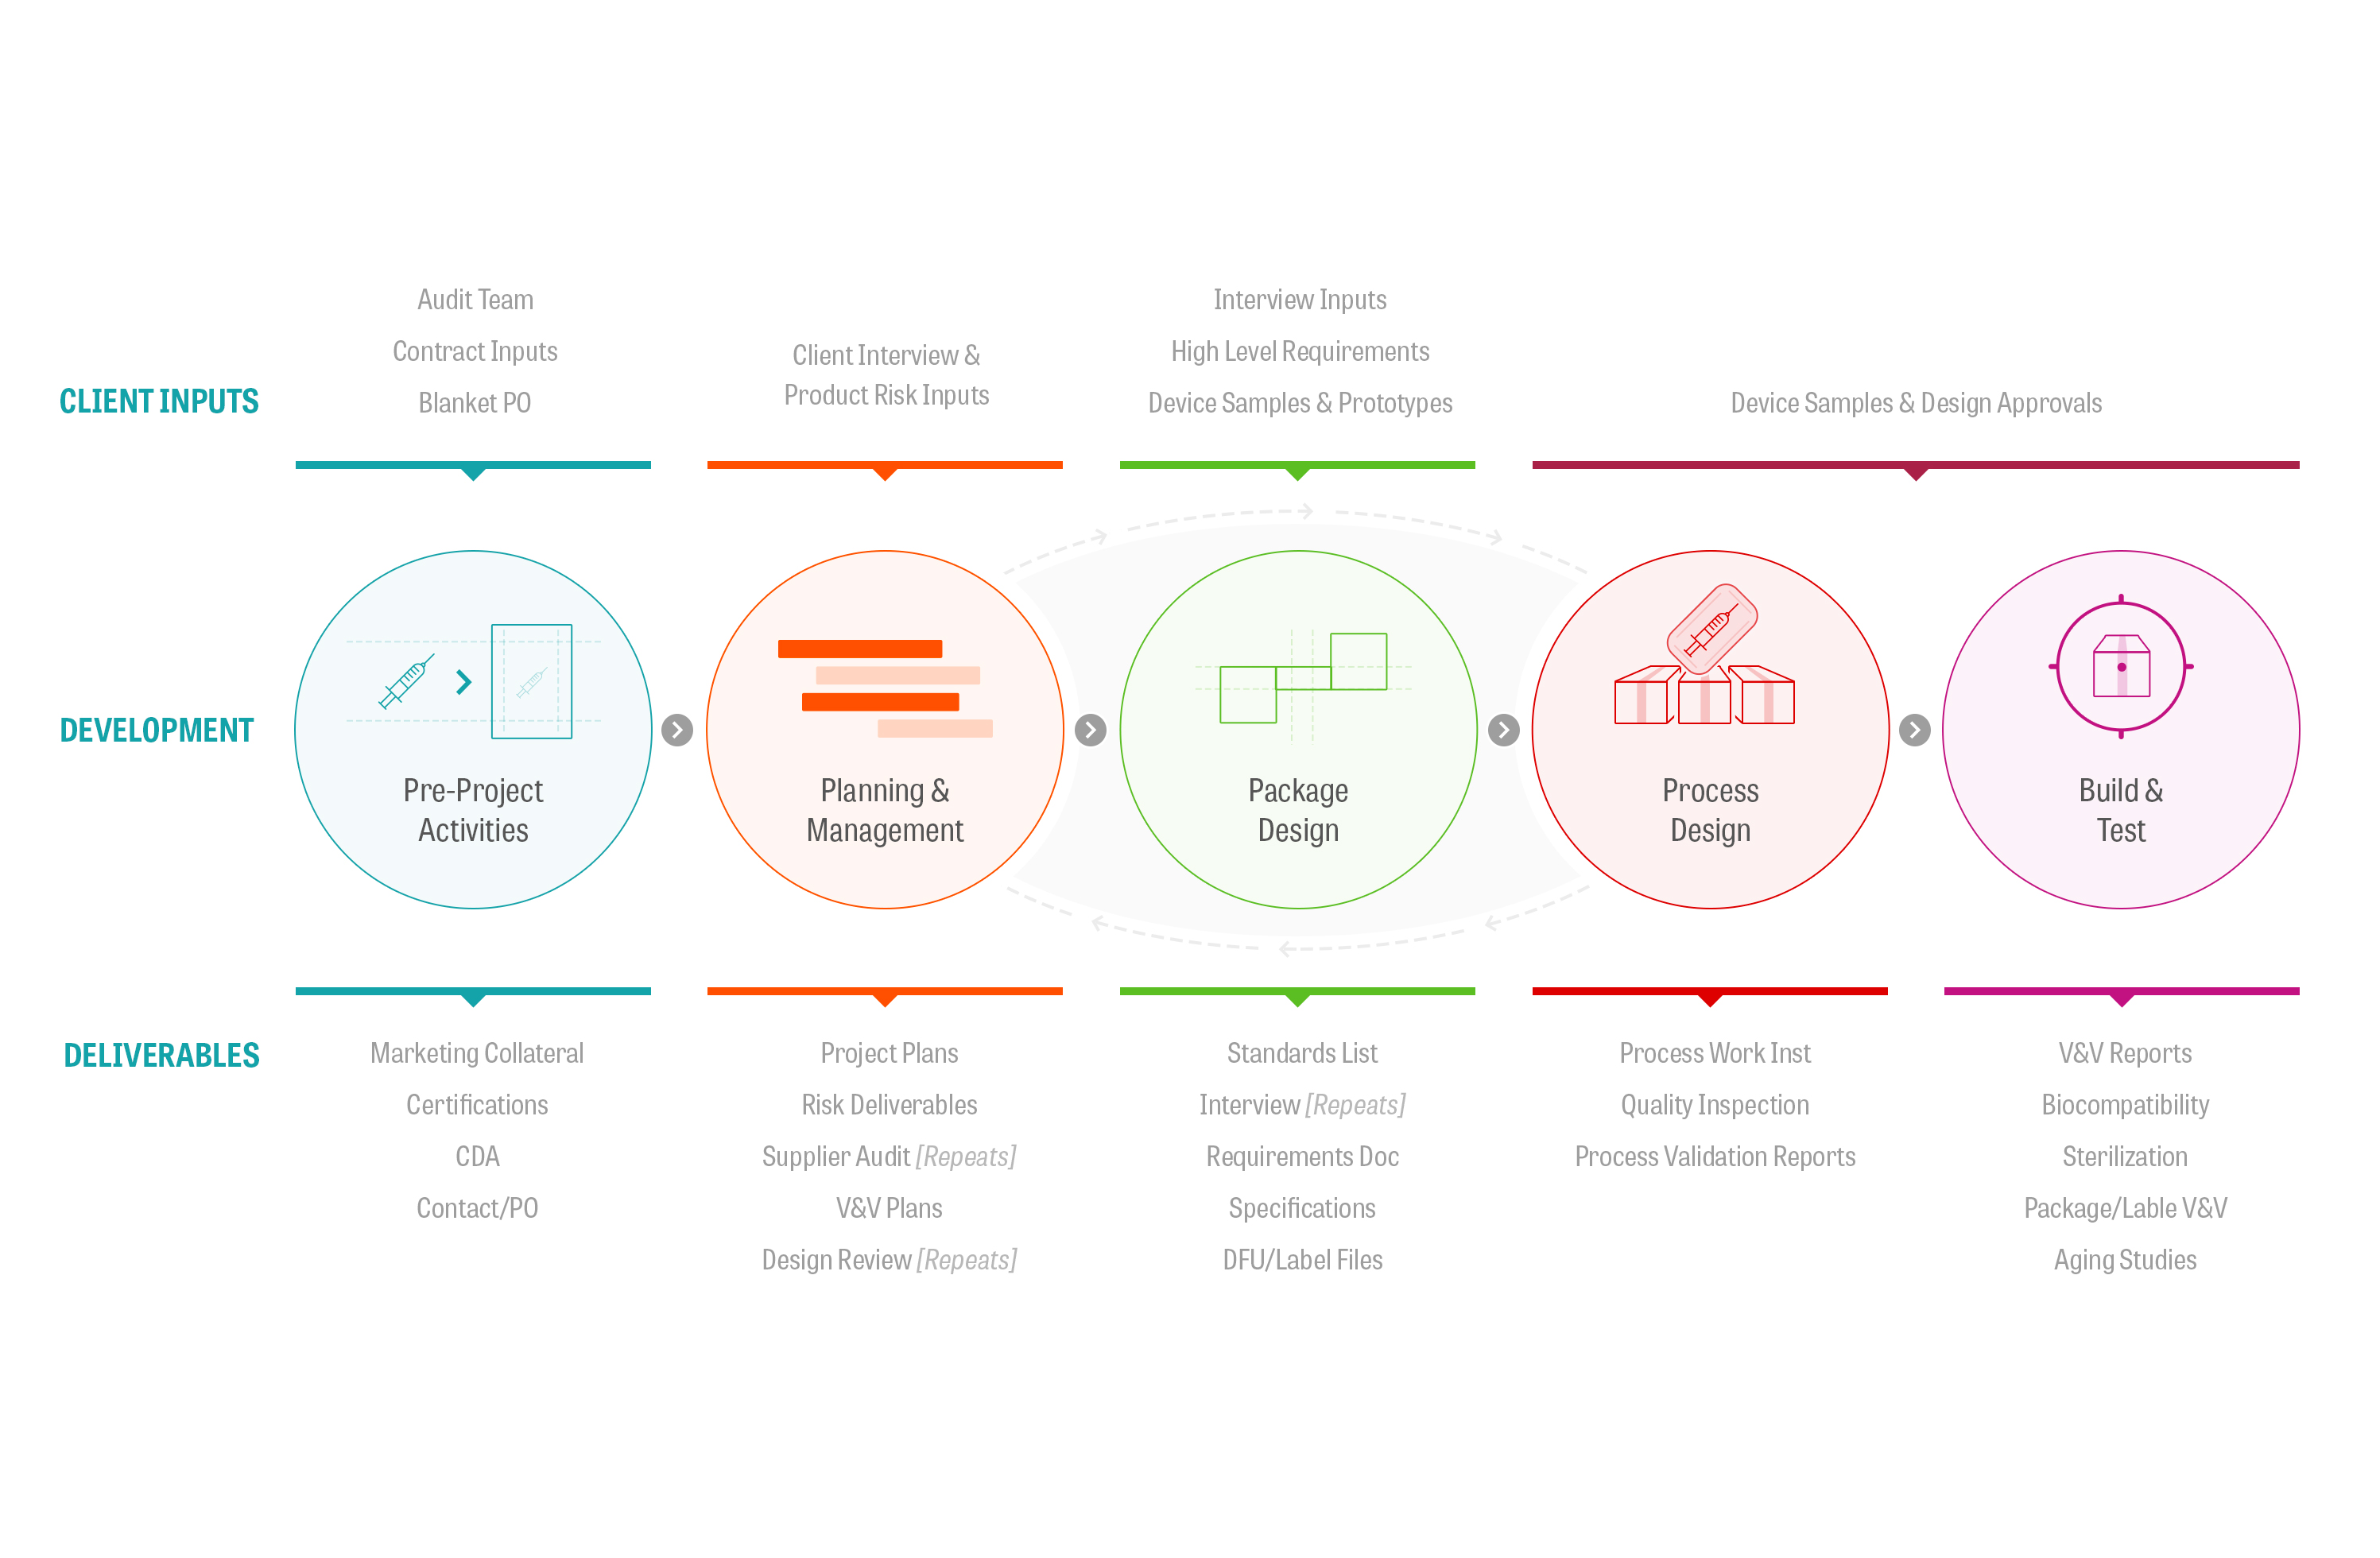 CLIENT INPUTS
Audit Team
Contract Inputs
Blanket PO
Client Interview &
Product Risk Inputs
Interview Inputs
High Level Requirements
Device Samples & Prototypes
Device Samples & Design Approvals
DEVELOPMENT
Pre-Project
Activities
Planning &
Management
Package
Design
Process
Design
Build &
Test
DELIVERABLES
Marketing Collateral
Certifications
CDA
Contact/PO
Project Plans
Risk Deliverables
Supplier Audit [Repeats]
V&V Plans
Design Review [Repeats]
Standards List
Interview [Repeats]
Requirements Doc
Specifications
DFU/Label Files
Process Work Inst
Quality Inspection
Process Validation Reports
V&V Reports
Biocompatibility
Sterilization
Package/Lable V&V
Aging Studies